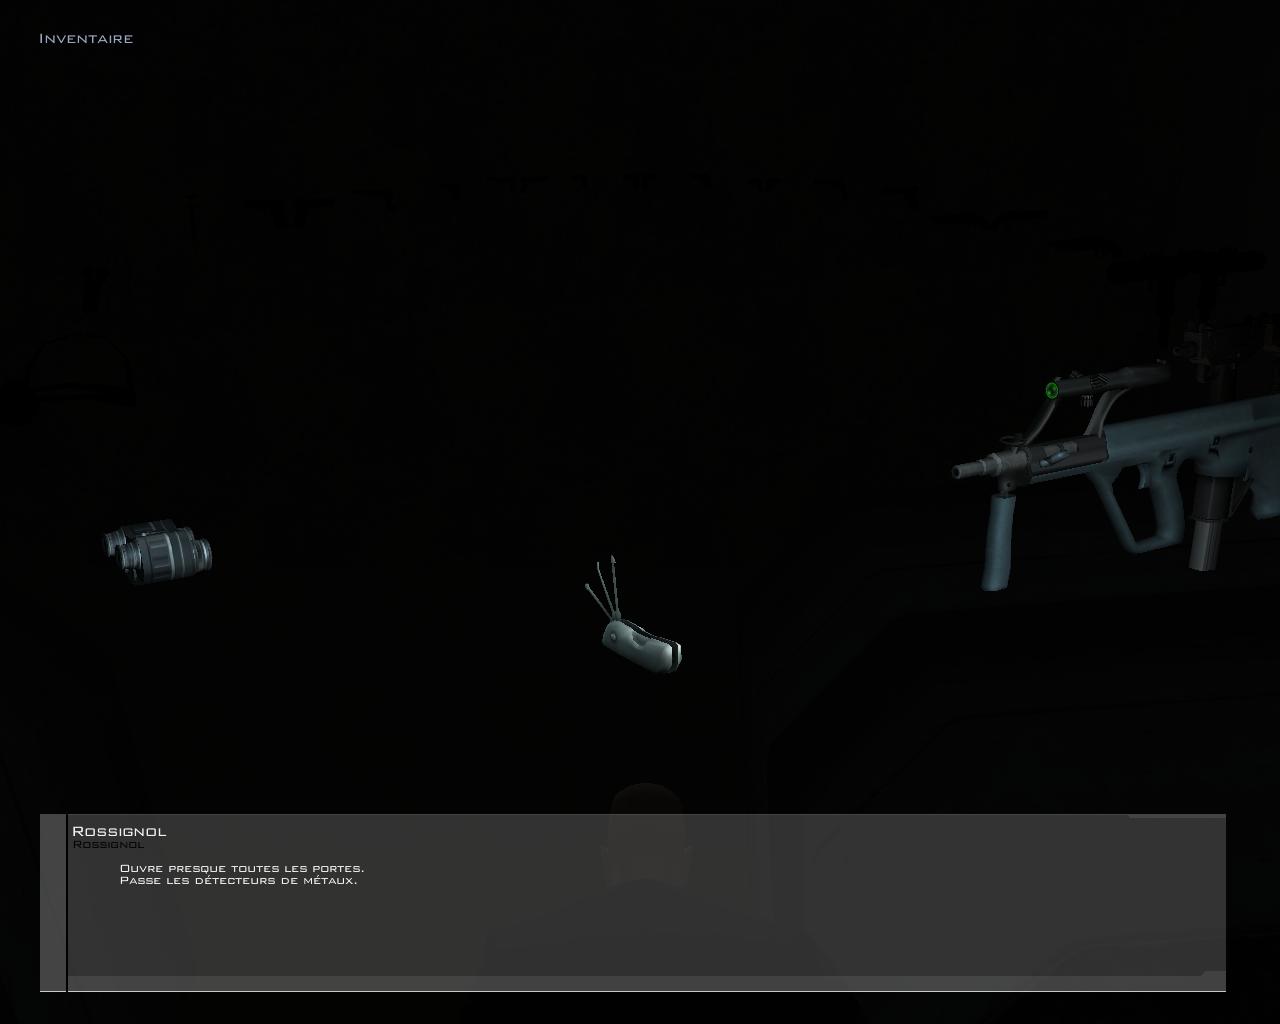 Inventaire
Rossignol
Rossignol
Ouvre presque toutes les portes.
Passe les détecteurs de métaux.